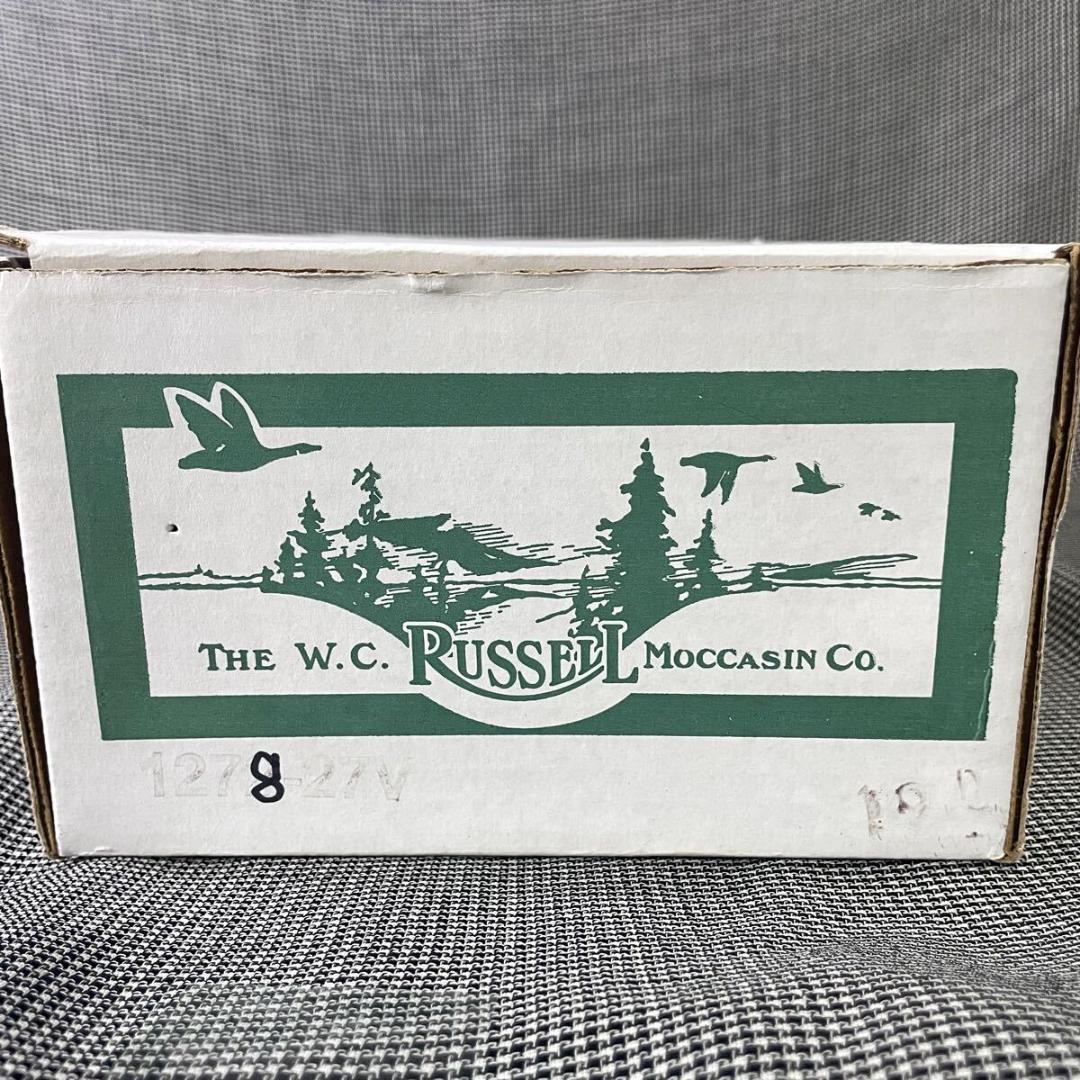 THE W.C. RUSSELL MOCCASIN CO.
1278-27V